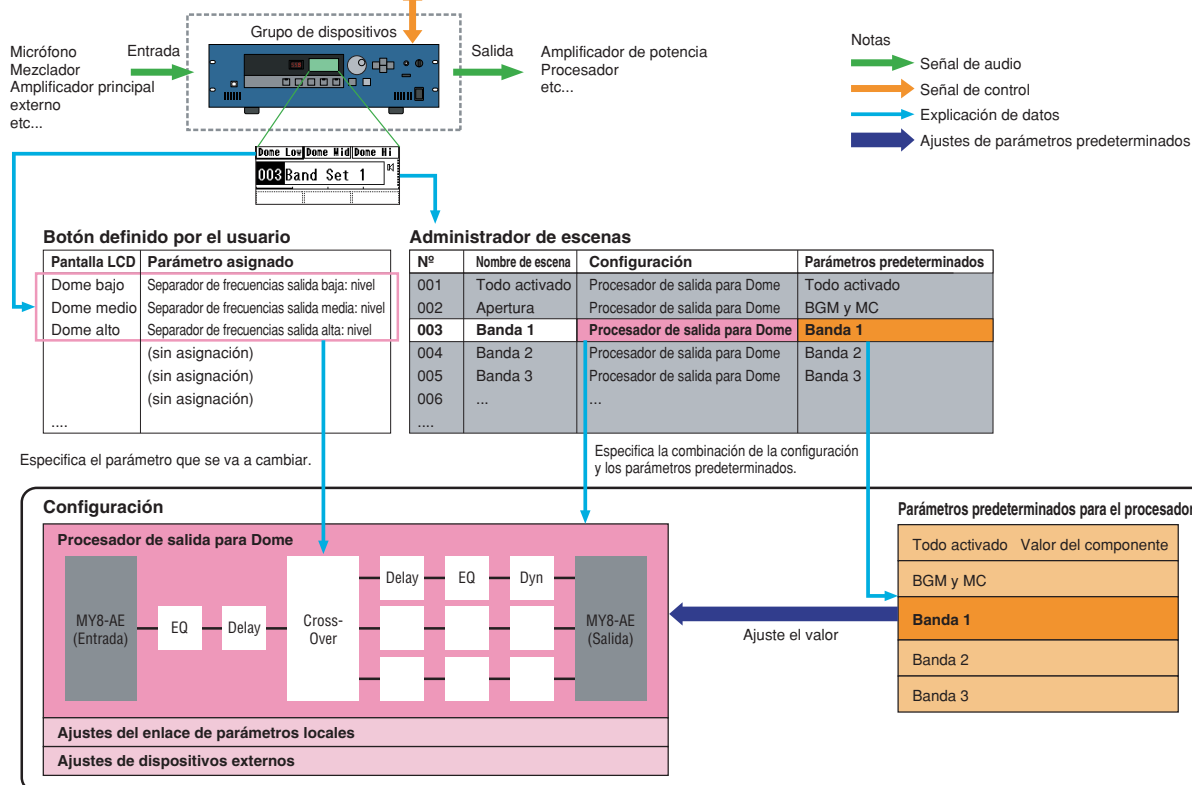 Grupo de dispositivos
Micrófono
Mezclador
Amplificador principal
externo
etc...
Entrada
Salida
Amplificador de potencia
Procesador
etc...
Notas
Señal de audio
Señal de control
Explicación de datos
Ajustes de parámetros predeterminados
Dome Low Dome Mid Dome Hi
003 Band Set 1
Botón definido por el usuario
Pantalla LCD Parámetro asignado
Dome bajo Separador de frecuencias salida baja: nivel
Dome medio Separador de frecuencias salida media: nivel
Dome alto Separador de frecuencias salida alta: nivel
(sin asignación)
(sin asignación)
(sin asignación)
....
Administrador de escenas
Nº Nombre de escena Configuración Parámetros predeterminados
001 Todo activado Procesador de salida para Dome Todo activado
002 Apertura Procesador de salida para Dome BGM y MC
003 Banda 1 Procesador de salida para Dome Banda 1
004 Banda 2 Procesador de salida para Dome Banda 2
005 Banda 3 Procesador de salida para Dome Banda 3
006 ... ...
....
Especifica el parámetro que se va a cambiar.
Especifica la combinación de la configuración
y los parámetros predeterminados.
Configuración
Procesador de salida para Dome
MY8-AE
(Entrada)
EQ
Delay
Cross-
Over
Delay
EQ
Dyn
MY8-AE
(Salida)
Ajustes del enlace de parámetros locales
Ajustes de dispositivos externos
Ajuste el valor
Parámetros predeterminados para el procesador
Todo activado Valor del componente
BGM y MC
Banda 1
Banda 2
Banda 3